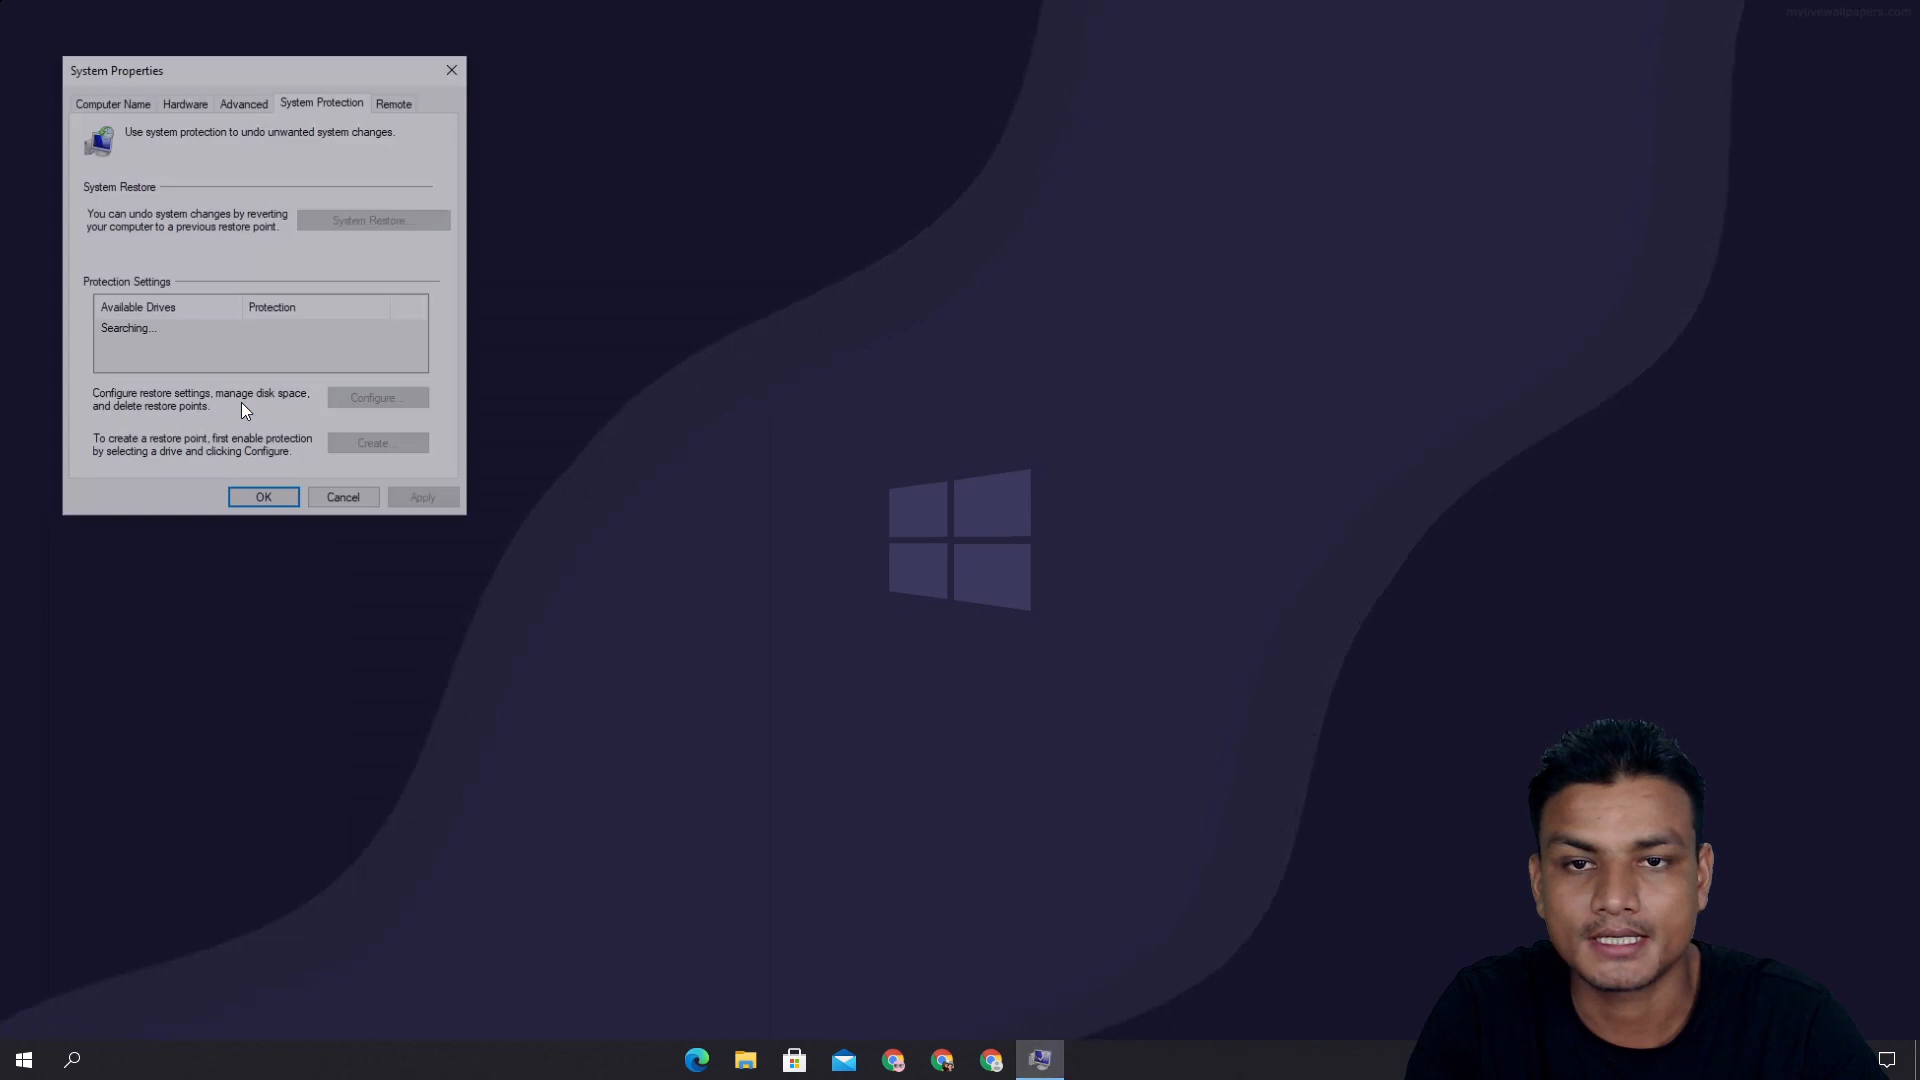 mylivewallpapers.com
System Properties
Computer Name Hardware Advanced System Protection Remote
Use system protection to undo unwanted system changes.
System Restore
You can undo system changes by reverting
your computer to a previous restore point.
System Restore...
Protection Settings
Available Drives Protection
Searching...
Configure restore settings, manage disk space,
and delete restore points.
Configure...
To create a restore point, first enable protection
by selecting a drive and clicking Configure.
Create...
OK Cancel Apply